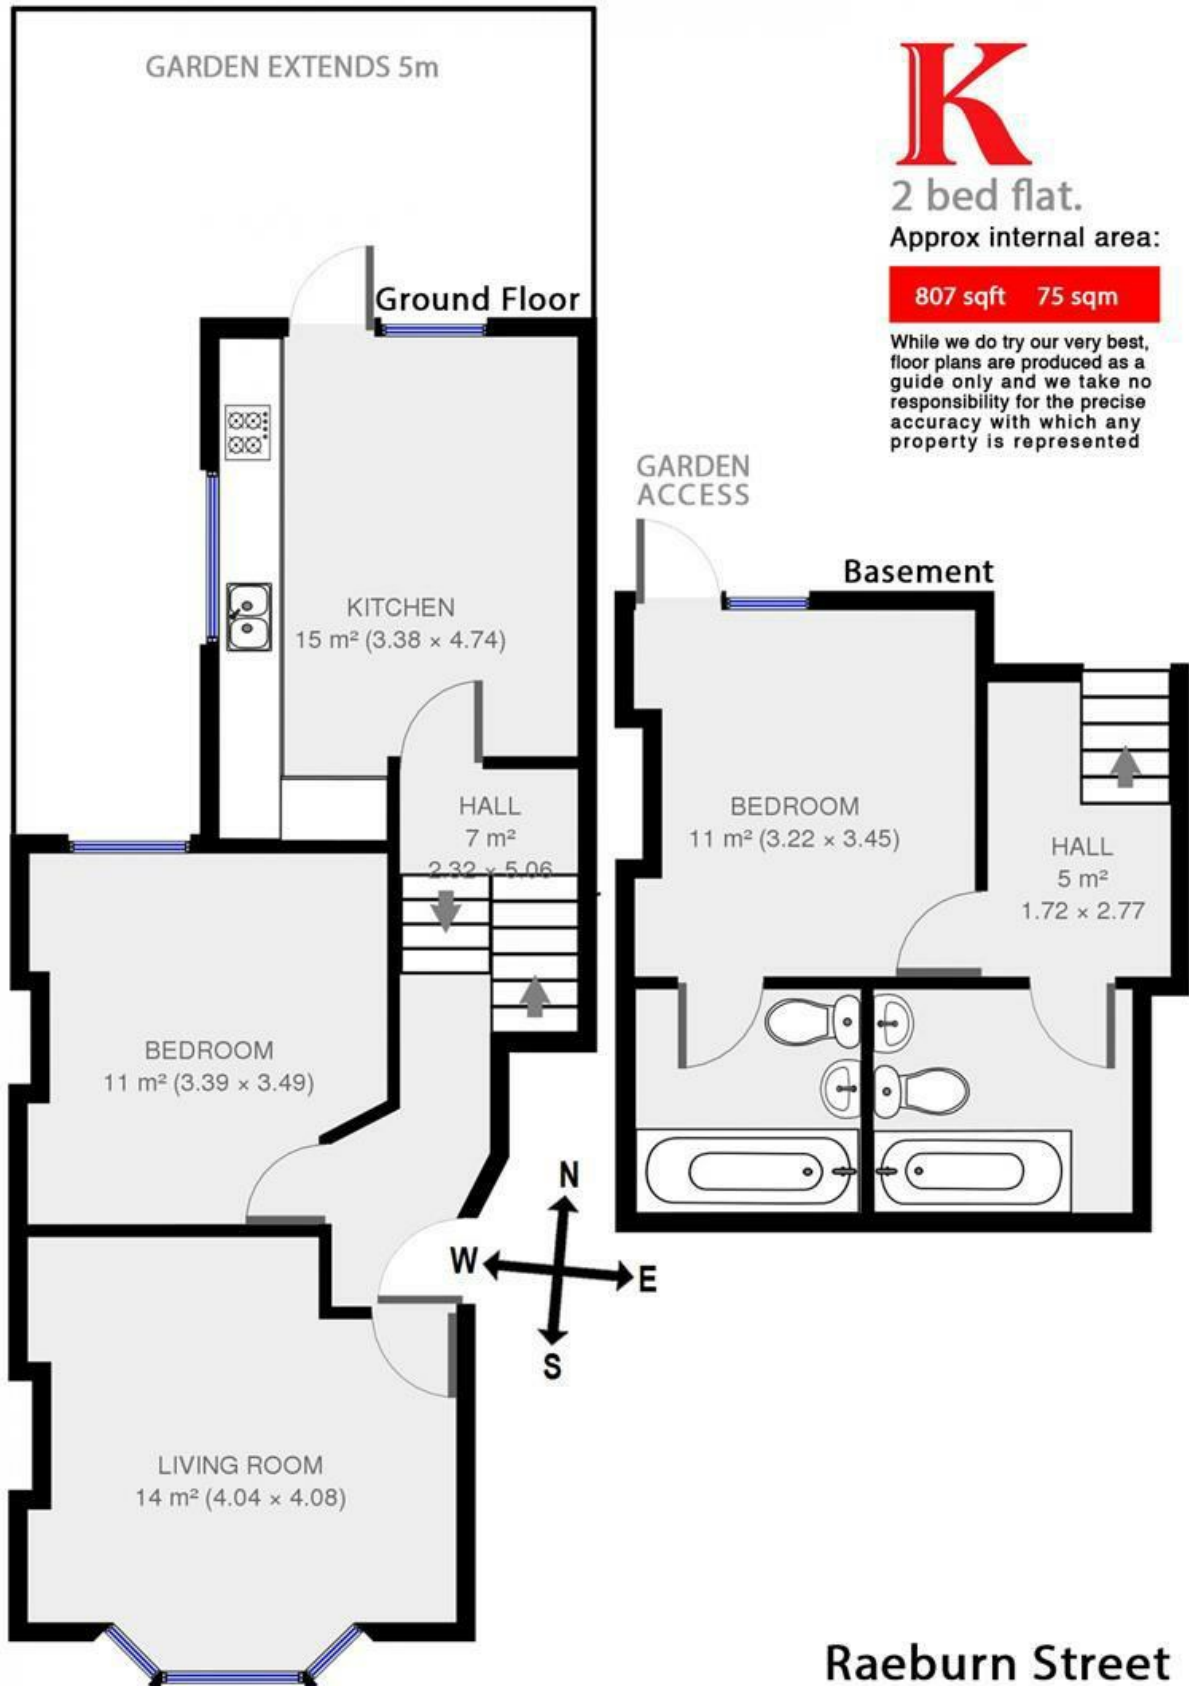 GARDEN EXTENDS 5m
K
2 bed flat.
Approx internal area:
807 sqft 75 sqm
While we do try our very best,
floor plans are produced as a
guide only and we take no
responsibility for the precise
accuracy with which any
property is represented
Ground Floor
KITCHEN
15 m² (3.38 × 4.74)
HALL
7 m²
2.32 × 5.06
BEDROOM
11 m² (3.39 × 3.49)
LIVING ROOM
14 m² (4.04 × 4.08)
GARDEN
ACCESS
Basement
BEDROOM
11 m² (3.22 × 3.45)
HALL
5 m²
1.72 × 2.77
N
W
E
S
Raeburn Street